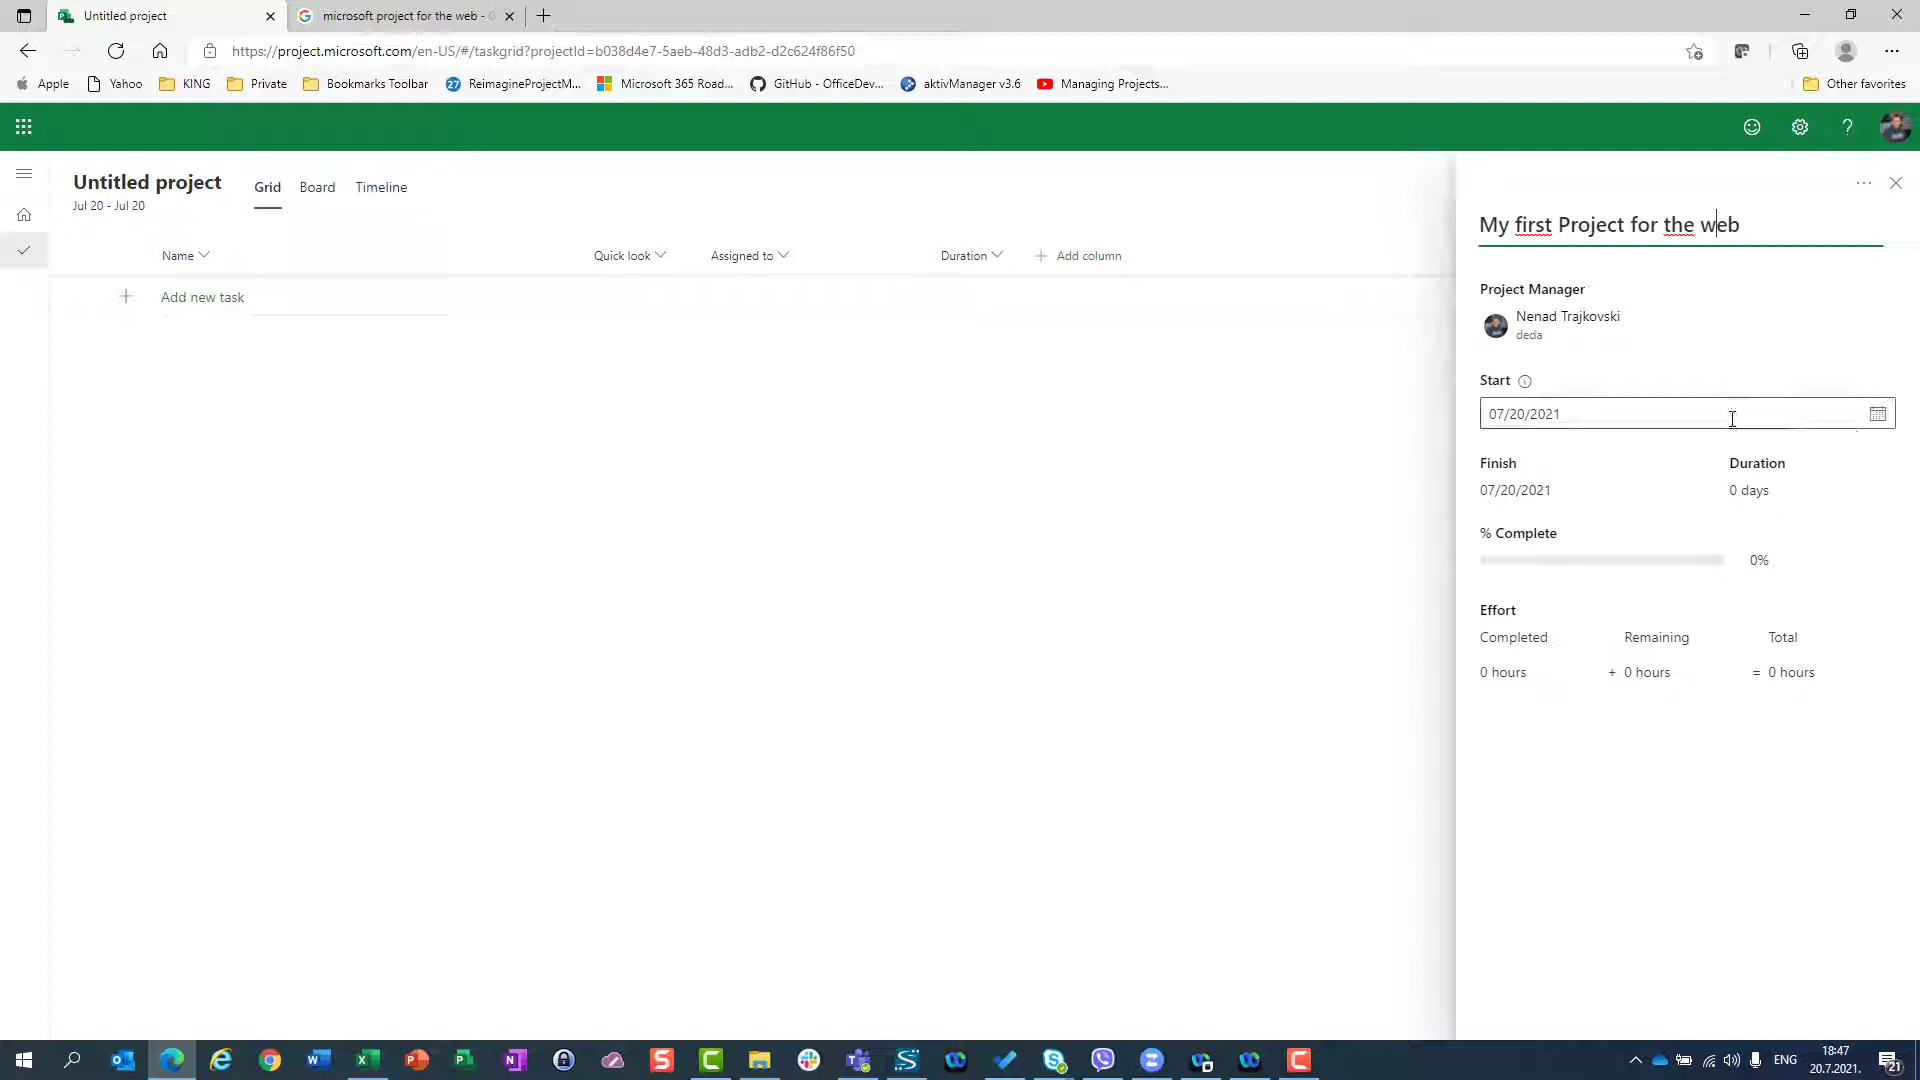 Untitled project
microsoft project for the web -
https://project.microsoft.com/en-US/#/taskgrid?projectId=b038d4e7-5aeb-48d3-adb2-d2c624f86f50
Apple
Yahoo
KING
Private
Bookmarks Toolbar
27 ReimagineProjectM...
Microsoft 365 Road...
GitHub - OfficeDev...
aktivManager v3.6
Managing Projects...
Other favorites
Untitled project
Jul 20 - Jul 20
Grid
Board
Timeline
Name
Quick look
Assigned to
Duration
Add column
Add new task
My first Project for the web
Project Manager
Nenad Trajkovski
deda
Start
07/20/2021
Finish
Duration
07/20/2021
0 days
% Complete
0%
Effort
Completed
Remaining
Total
0 hours
+ 0 hours
= 0 hours
ENG
18:47
20.7.2021.
21